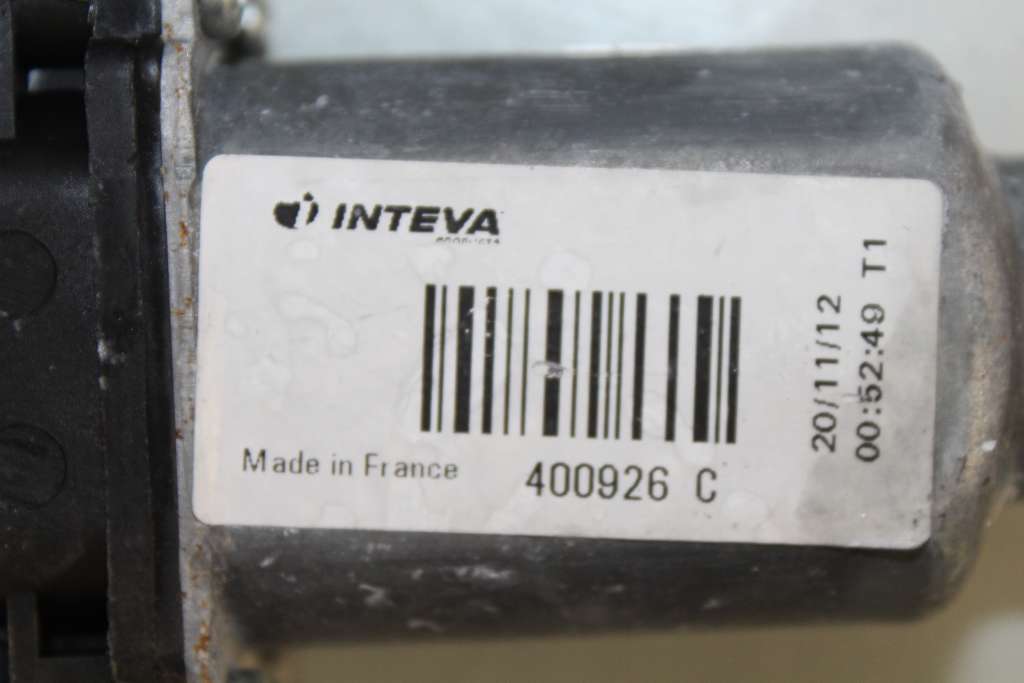 INTEVA
Made in France
400926 C
20/11/12
00:52:49 T1